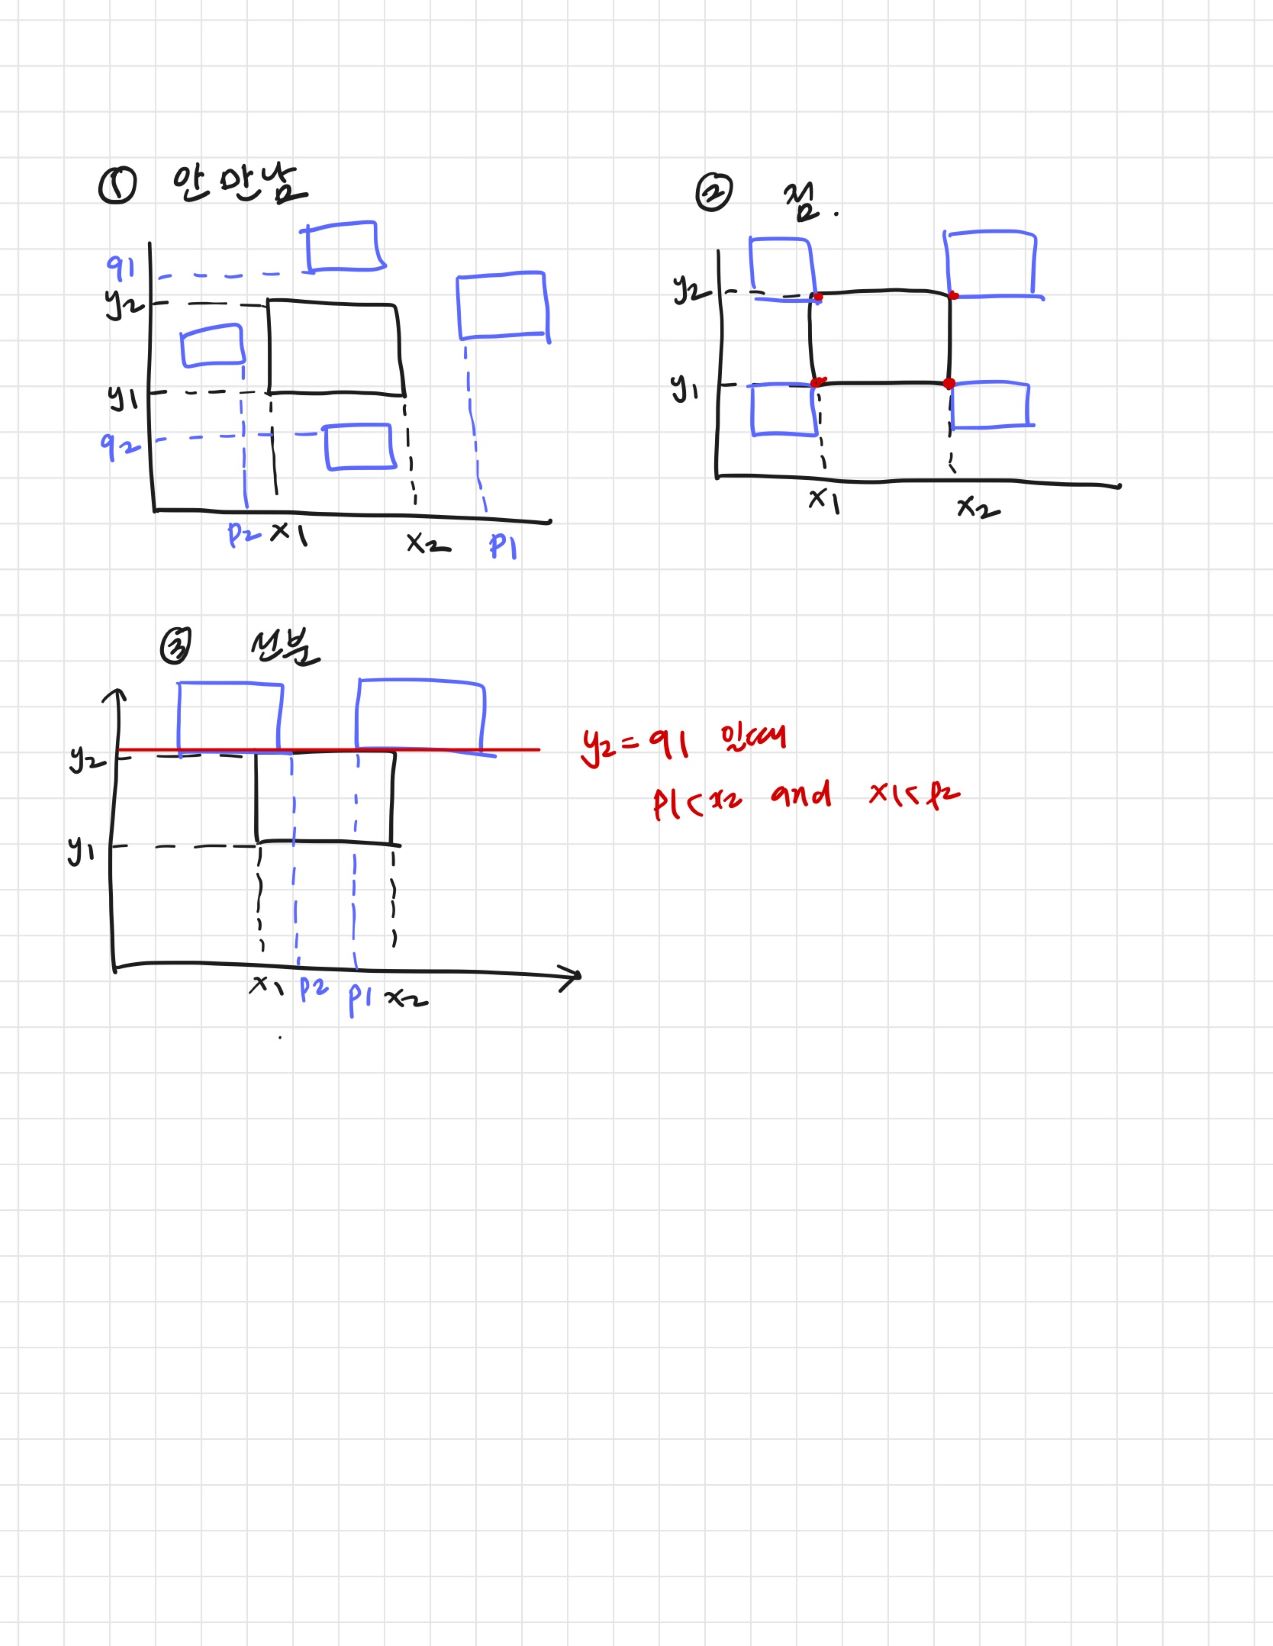 ① 안 만남
q1
y2
y1
q2
p2 x1 x2 p1
② 점.
y2
y1
x1 x2
③ 선분
y2
y1
x1 p2 p1 x2
y2 = q1 일때
p1 < x2 and x1 < p2